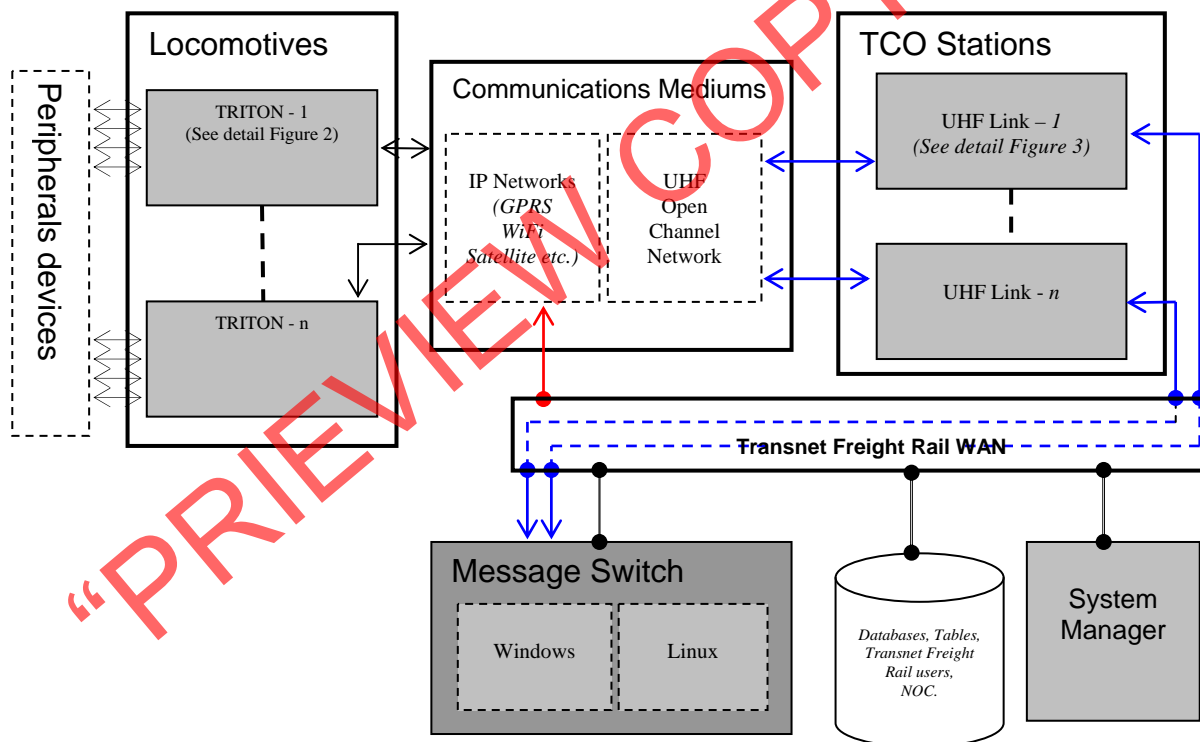 Locomotives
TCO Stations
Peripherals devices
TRITON - 1
(See detail Figure 2)
TRITON - n
Communications Mediums
IP Networks
(GPRS
WiFi
Satellite etc.)
UHF
Open
Channel
Network
UHF Link – 1
(See detail Figure 3)
UHF Link - n
Transnet Freight Rail WAN
Message Switch
Windows
Linux
Databases, Tables,
Transnet Freight
Rail users,
NOC.
System
Manager
“PRIEVIEW COP